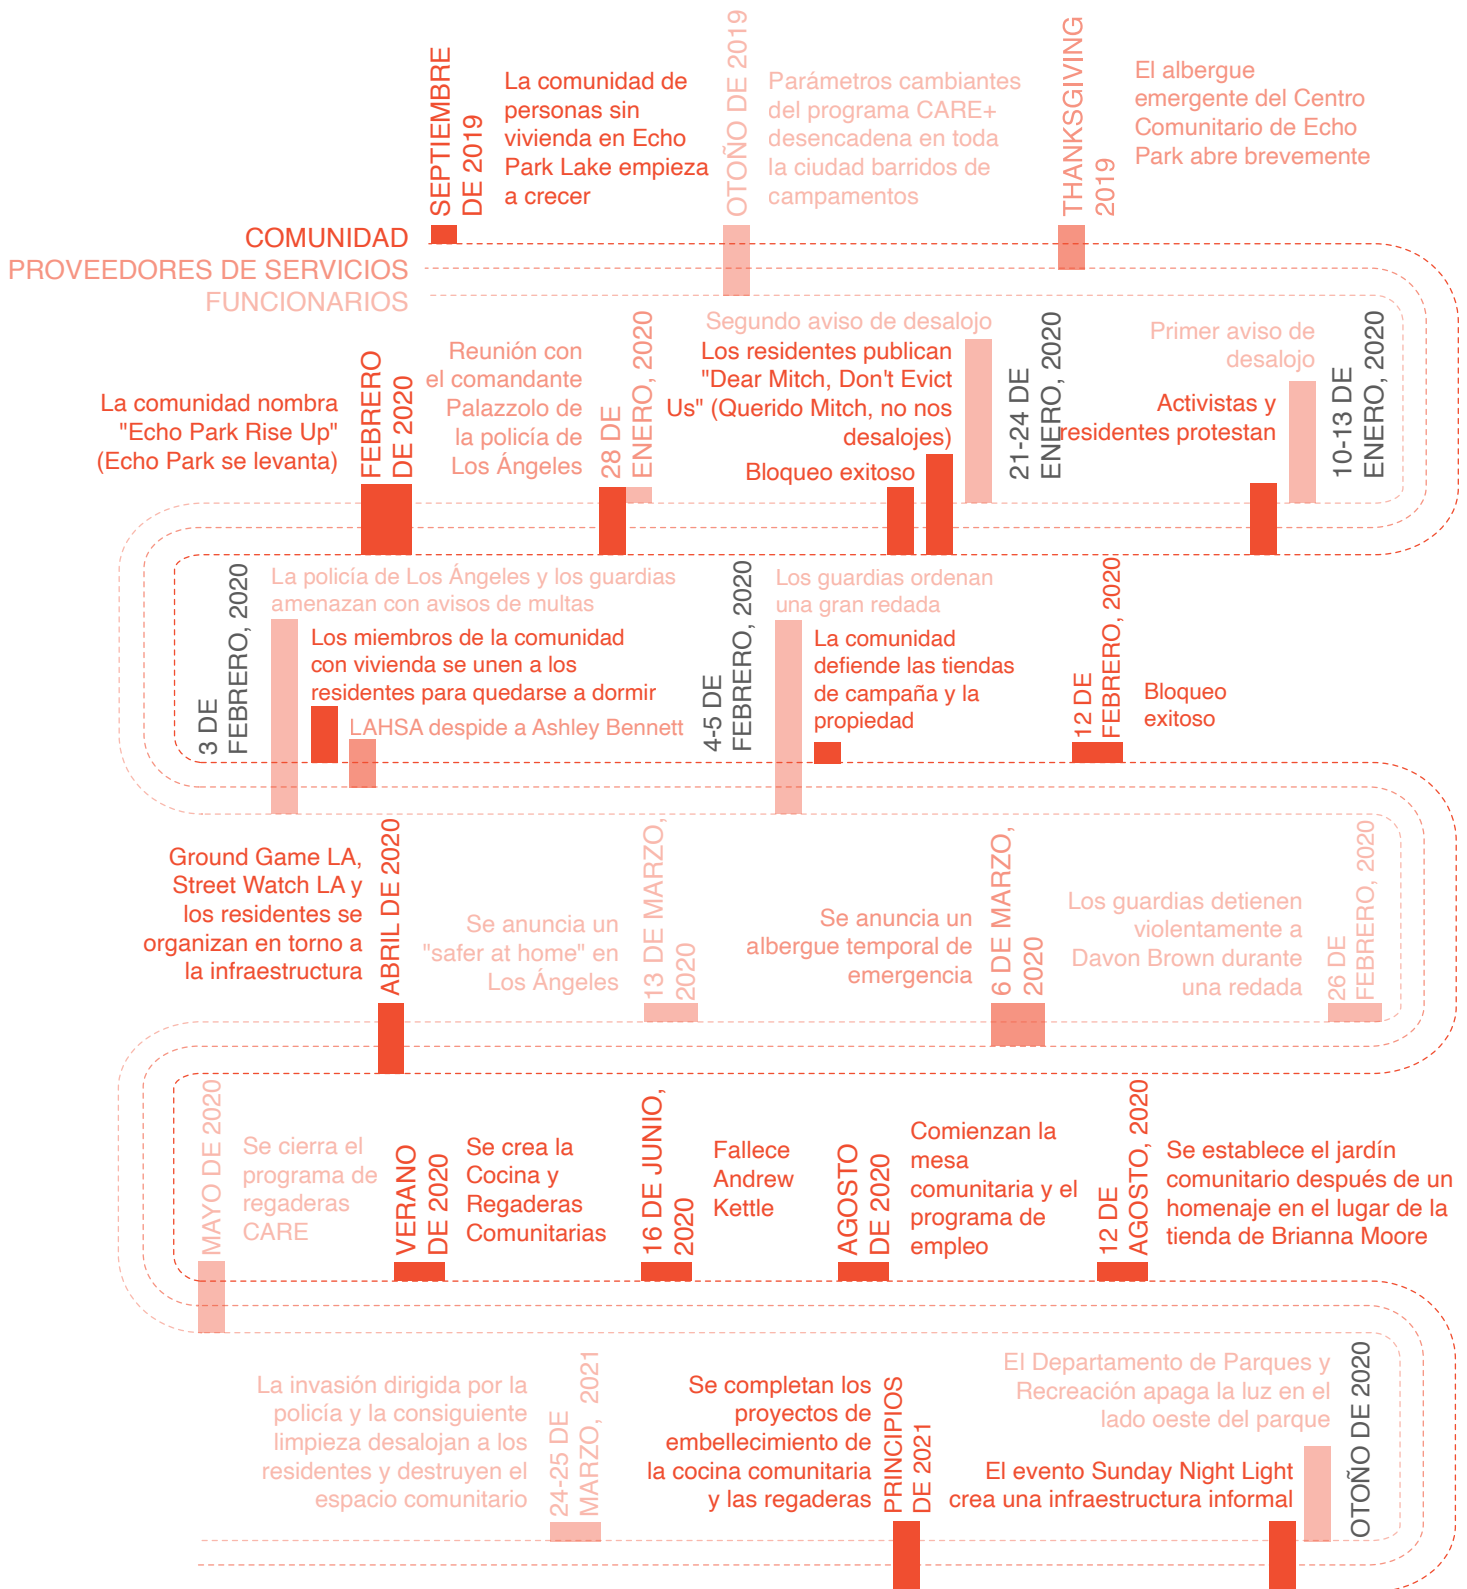 SEPTIEMBRE
DE 2019
La comunidad de
personas sin
vivienda en Echo
Park Lake empieza
a crecer
OTOÑO DE 2019
Parámetros cambiantes
del programa CARE+
desencadena en toda
la ciudad barridos de
campamentos
THANKSGIVING
2019
El albergue
emergente del Centro
Comunitario de Echo
Park abre brevemente
COMUNIDAD
PROVEEDORES DE SERVICIOS
FUNCIONARIOS
10-13 DE
ENERO, 2020
Primer aviso de
desalojo
Activistas y
residentes protestan
21-24 DE
ENERO, 2020
Segundo aviso de desalojo
Los residentes publican
"Dear Mitch, Don't Evict
Us" (Querido Mitch, no nos
desalojes)
Bloqueo exitoso
28 DE
ENERO, 2020
Reunión con
el comandante
Palazzolo de
la policía de
Los Ángeles
FEBRERO
DE 2020
La comunidad nombra
"Echo Park Rise Up"
(Echo Park se levanta)
3 DE
FEBRERO, 2020
La policía de Los Ángeles y los guardias
amenazan con avisos de multas
Los miembros de la comunidad
con vivienda se unen a los
residentes para quedarse a dormir
LAHSA despide a Ashley Bennett
4-5 DE
FEBRERO, 2020
Los guardias ordenan
una gran redada
La comunidad
defiende las tiendas
de campaña y la
propiedad
12 DE
FEBRERO, 2020
Bloqueo
exitoso
26 DE
FEBRERO, 2020
Los guardias detienen
violentamente a
Davon Brown durante
una redada
6 DE MARZO,
2020
Se anuncia un
albergue temporal de
emergencia
13 DE MARZO,
2020
Se anuncia un
"safer at home" en
Los Ángeles
ABRIL DE 2020
Ground Game LA,
Street Watch LA y
los residentes se
organizan en torno a
la infraestructura
MAYO DE 2020
Se cierra el
programa de
regaderas
CARE
VERANO
DE 2020
Se crea la
Cocina y
Regaderas
Comunitarias
16 DE JUNIO,
2020
Fallece
Andrew
Kettle
AGOSTO
DE 2020
Comienzan la
mesa
comunitaria y el
programa de
empleo
12 DE
AGOSTO, 2020
Se establece el jardín
comunitario después de un
homenaje en el lugar de la
tienda de Brianna Moore
OTOÑO DE 2020
El Departamento de Parques y
Recreación apaga la luz en el
lado oeste del parque
El evento Sunday Night Light
crea una infraestructura informal
PRINCIPIOS
DE 2021
Se completan los
proyectos de
embellecimiento de
la cocina comunitaria
y las regaderas
24-25 DE
MARZO, 2021
La invasión dirigida por la
policía y la consiguiente
limpieza desalojan a los
residentes y destruyen el
espacio comunitario